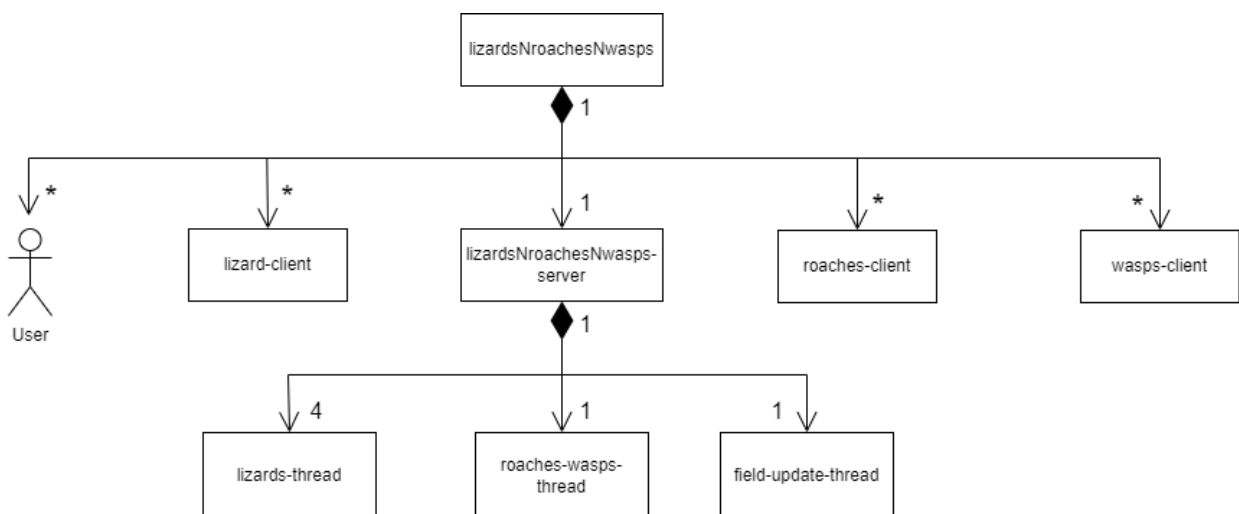 lizardsNroachesNwasps
1
*
*
1
*
*
lizard-client
lizardsNroachesNwasps-
server
roaches-client
wasps-client
User
1
4
1
1
lizards-thread
roaches-wasps-
thread
field-update-thread